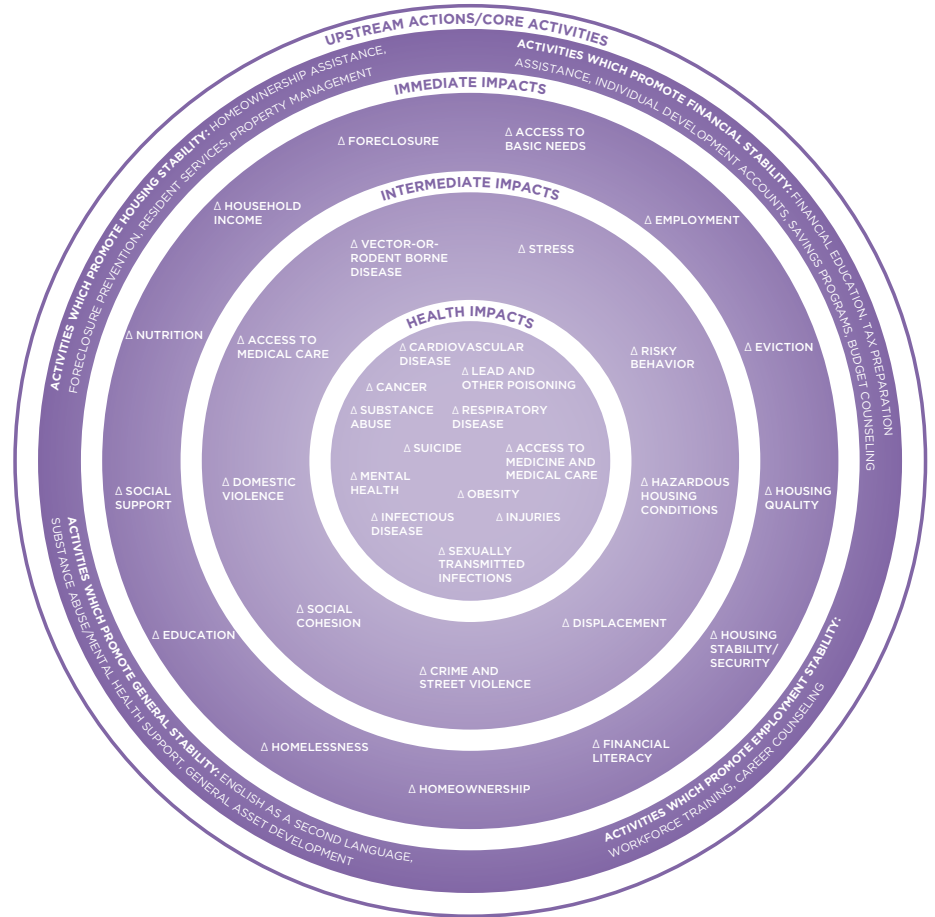 UPSTREAM ACTIONS/CORE ACTIVITIES
ACTIVITIES WHICH PROMOTE HOUSING STABILITY: HOMEOWNERSHIP ASSISTANCE,
FORECLOSURE PREVENTION, RESIDENT SERVICES, PROPERTY MANAGEMENT
ACTIVITIES WHICH PROMOTE FINANCIAL STABILITY: FINANCIAL EDUCATION, TAX PREPARATION
ASSISTANCE, INDIVIDUAL DEVELOPMENT ACCOUNTS, SAVINGS PROGRAMS, BUDGET COUNSELING
ACTIVITIES WHICH PROMOTE GENERAL STABILITY: ENGLISH AS A SECOND LANGUAGE,
SUBSTANCE ABUSE/MENTAL HEALTH SUPPORT, GENERAL ASSET DEVELOPMENT
ACTIVITIES WHICH PROMOTE EMPLOYMENT STABILITY:
WORKFORCE TRAINING, CAREER COUNSELING
IMMEDIATE IMPACTS
Δ FORECLOSURE
Δ ACCESS TO
BASIC NEEDS
Δ HOUSEHOLD
INCOME
Δ EMPLOYMENT
Δ NUTRITION
Δ EVICTION
Δ SOCIAL
SUPPORT
Δ HOUSING
QUALITY
Δ EDUCATION
Δ HOUSING
STABILITY/
SECURITY
Δ HOMELESSNESS
Δ FINANCIAL
LITERACY
Δ HOMEOWNERSHIP
INTERMEDIATE IMPACTS
Δ VECTOR-OR-
RODENT BORNE
DISEASE
Δ STRESS
Δ ACCESS TO
MEDICAL CARE
Δ RISKY
BEHAVIOR
Δ DOMESTIC
VIOLENCE
Δ HAZARDOUS
HOUSING
CONDITIONS
Δ SOCIAL
COHESION
Δ DISPLACEMENT
Δ CRIME AND
STREET VIOLENCE
HEALTH IMPACTS
Δ CARDIOVASCULAR
DISEASE
Δ LEAD AND
OTHER POISONING
Δ CANCER
Δ SUBSTANCE
ABUSE
Δ RESPIRATORY
DISEASE
Δ SUICIDE
Δ ACCESS TO
MEDICINE AND
MEDICAL CARE
Δ MENTAL
HEALTH
Δ OBESITY
Δ INFECTIOUS
DISEASE
Δ INJURIES
Δ SEXUALLY
TRANSMITTED
INFECTIONS